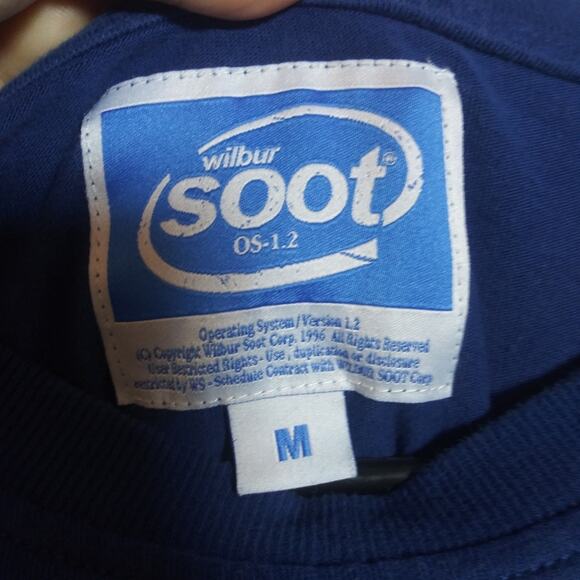 wilbur
soot®
OS-1.2
Operating System/Version 1.2
(C) Copyright Wilbur Soot Corp, 1996 All Rights Reserved
User Restricted Rights - Use, duplication or disclosure
restricted by WS - Schedule Contract with WILBUR SOOT Corp
M